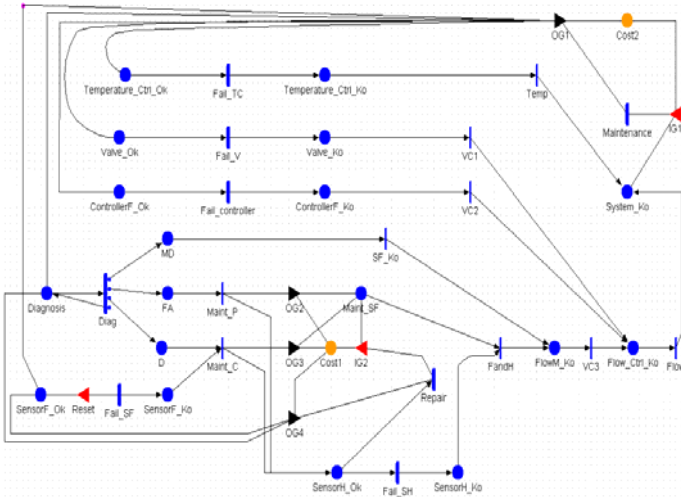 OG1 Cost2
Temperature_Ctrl_Ok Fail_TC Temperature_Ctrl_Ko Temp
Maintenance IG1
Valve_Ok Fail_V Valve_Ko VC1
ControllerF_Ok Fail_controller ControllerF_Ko VC2 System_Ko
MD SF_Ko
Diagnosis Diag FA Maint_P OG2 Maint_SF
D Maint_C OG3 Cost1 IG2 FandH FlowM_Ko VC3 Flow_Ctrl_Ko Flow
SensorF_Ok Reset Fail_SF SensorF_Ko Repair
OG4
SensorH_Ok Fail_SH SensorH_Ko